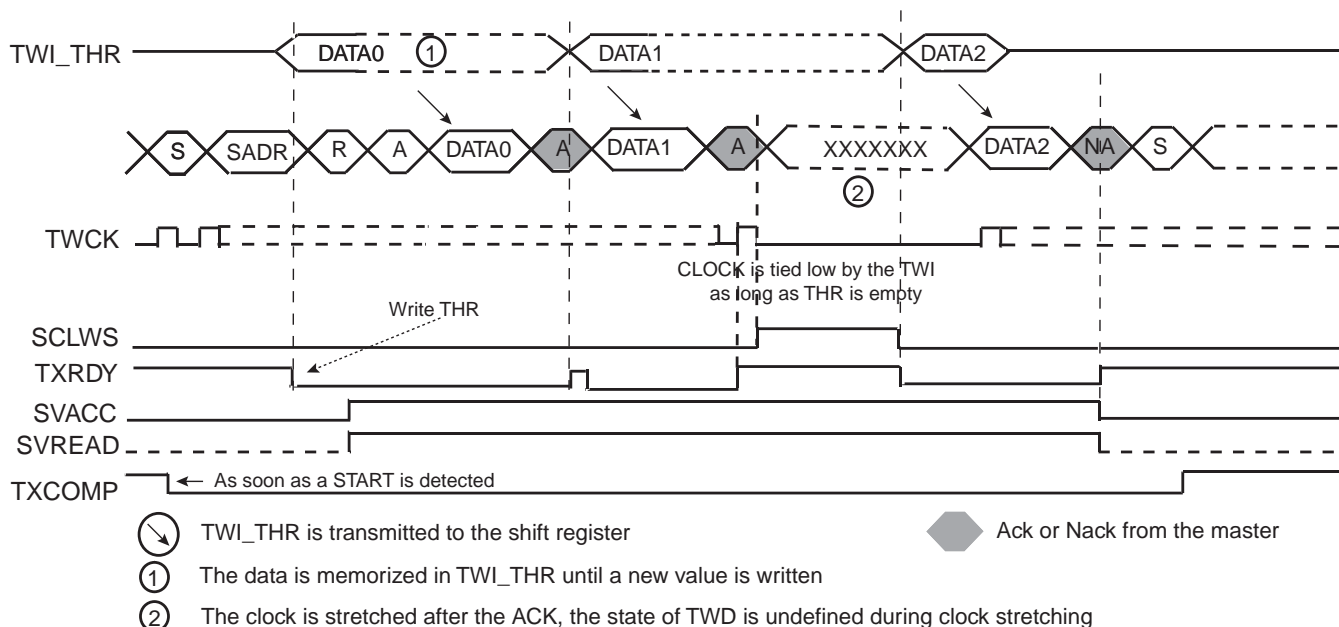 TWI_THR DATA0 1 DATA1 DATA2
S SADR R A DATA0 A DATA1 A XXXXXXX DATA2 NA S
2
TWCK
CLOCK is tied low by the TWI
as long as THR is empty
Write THR
SCLWS
TXRDY
SVACC
SVREAD
TXCOMP As soon as a START is detected
TWI_THR is transmitted to the shift register Ack or Nack from the master
1 The data is memorized in TWI_THR until a new value is written
2 The clock is stretched after the ACK, the state of TWD is undefined during clock stretching